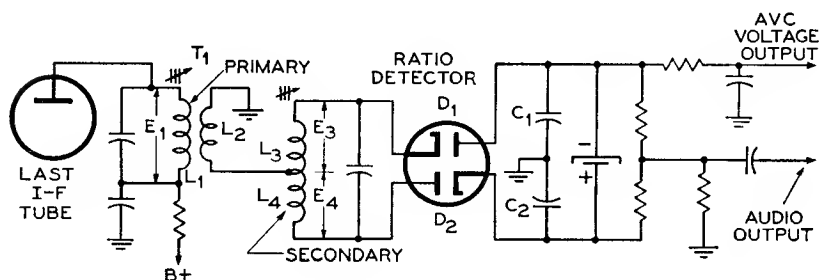 AVC
VOLTAGE
OUTPUT
RATIO
DETECTOR
T₁
PRIMARY
D₁
E₁
L₂
L₃
E₃
C₁
L₁
E₄
L₄
−
+
C₂
D₂
LAST
I-F
TUBE
SECONDARY
AUDIO
OUTPUT
B+